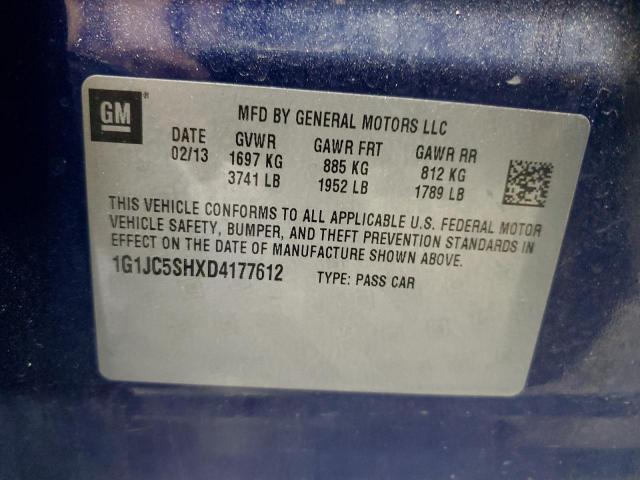 GM
MFD BY GENERAL MOTORS LLC
DATE GVWR GAWR FRT GAWR RR
02/13 1697 KG 885 KG 812 KG
3741 LB 1952 LB 1789 LB
THIS VEHICLE CONFORMS TO ALL APPLICABLE U.S. FEDERAL MOTOR
VEHICLE SAFETY, BUMPER, AND THEFT PREVENTION STANDARDS IN
EFFECT ON THE DATE OF MANUFACTURE SHOWN ABOVE.
1G1JC5SHXD4177612 TYPE: PASS CAR